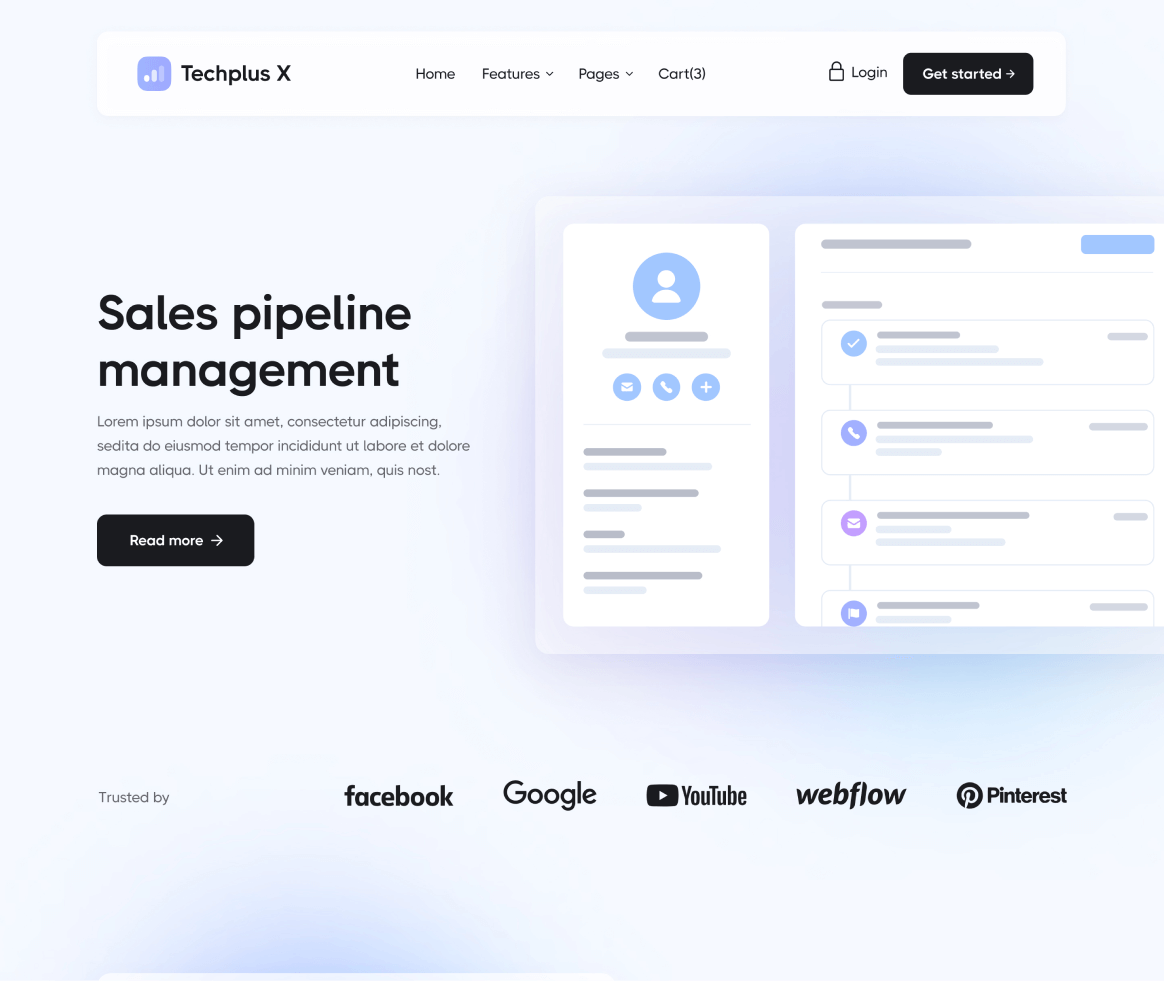 Techplus X
Home Features Pages Cart(3)
Login
Get started →
Sales pipeline
management
Lorem ipsum dolor sit amet, consectetur adipiscing,
sedita do eiusmod tempor incididunt ut labore et dolore
magna aliqua. Ut enim ad minim veniam, quis nost.
Read more →
Trusted by
facebook
Google
YouTube
webflow
Pinterest